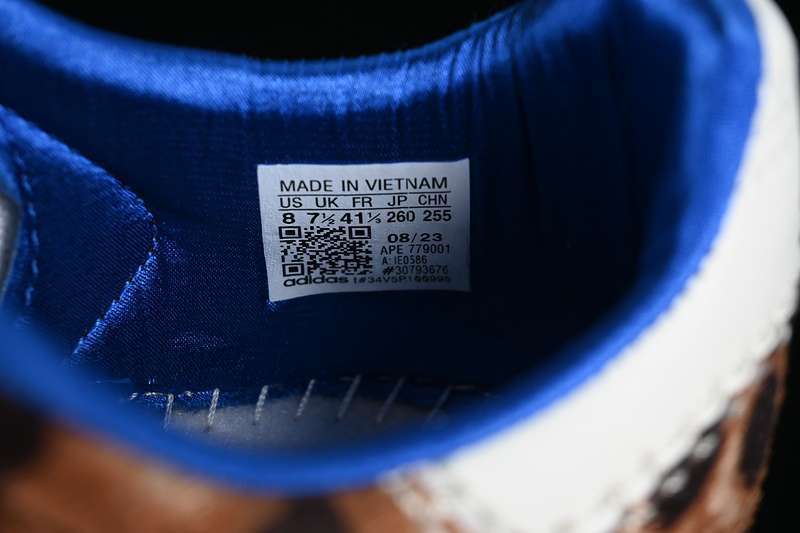 MADE IN VIETNAM
US UK FR JP CHN
8 7½ 41⅓ 260 255
08/23
APE 779001
A: IE0586
#30793676
adidas